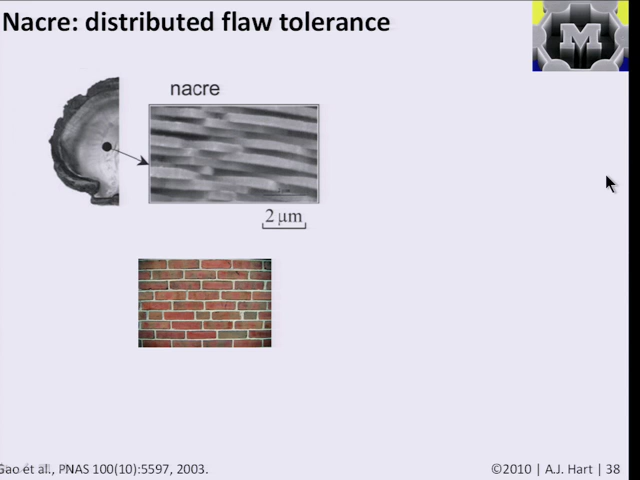 Nacre: distributed flaw tolerance
M
nacre
2 μm
Gao et al., PNAS 100(10):5597, 2003.
©2010 | A.J. Hart | 38